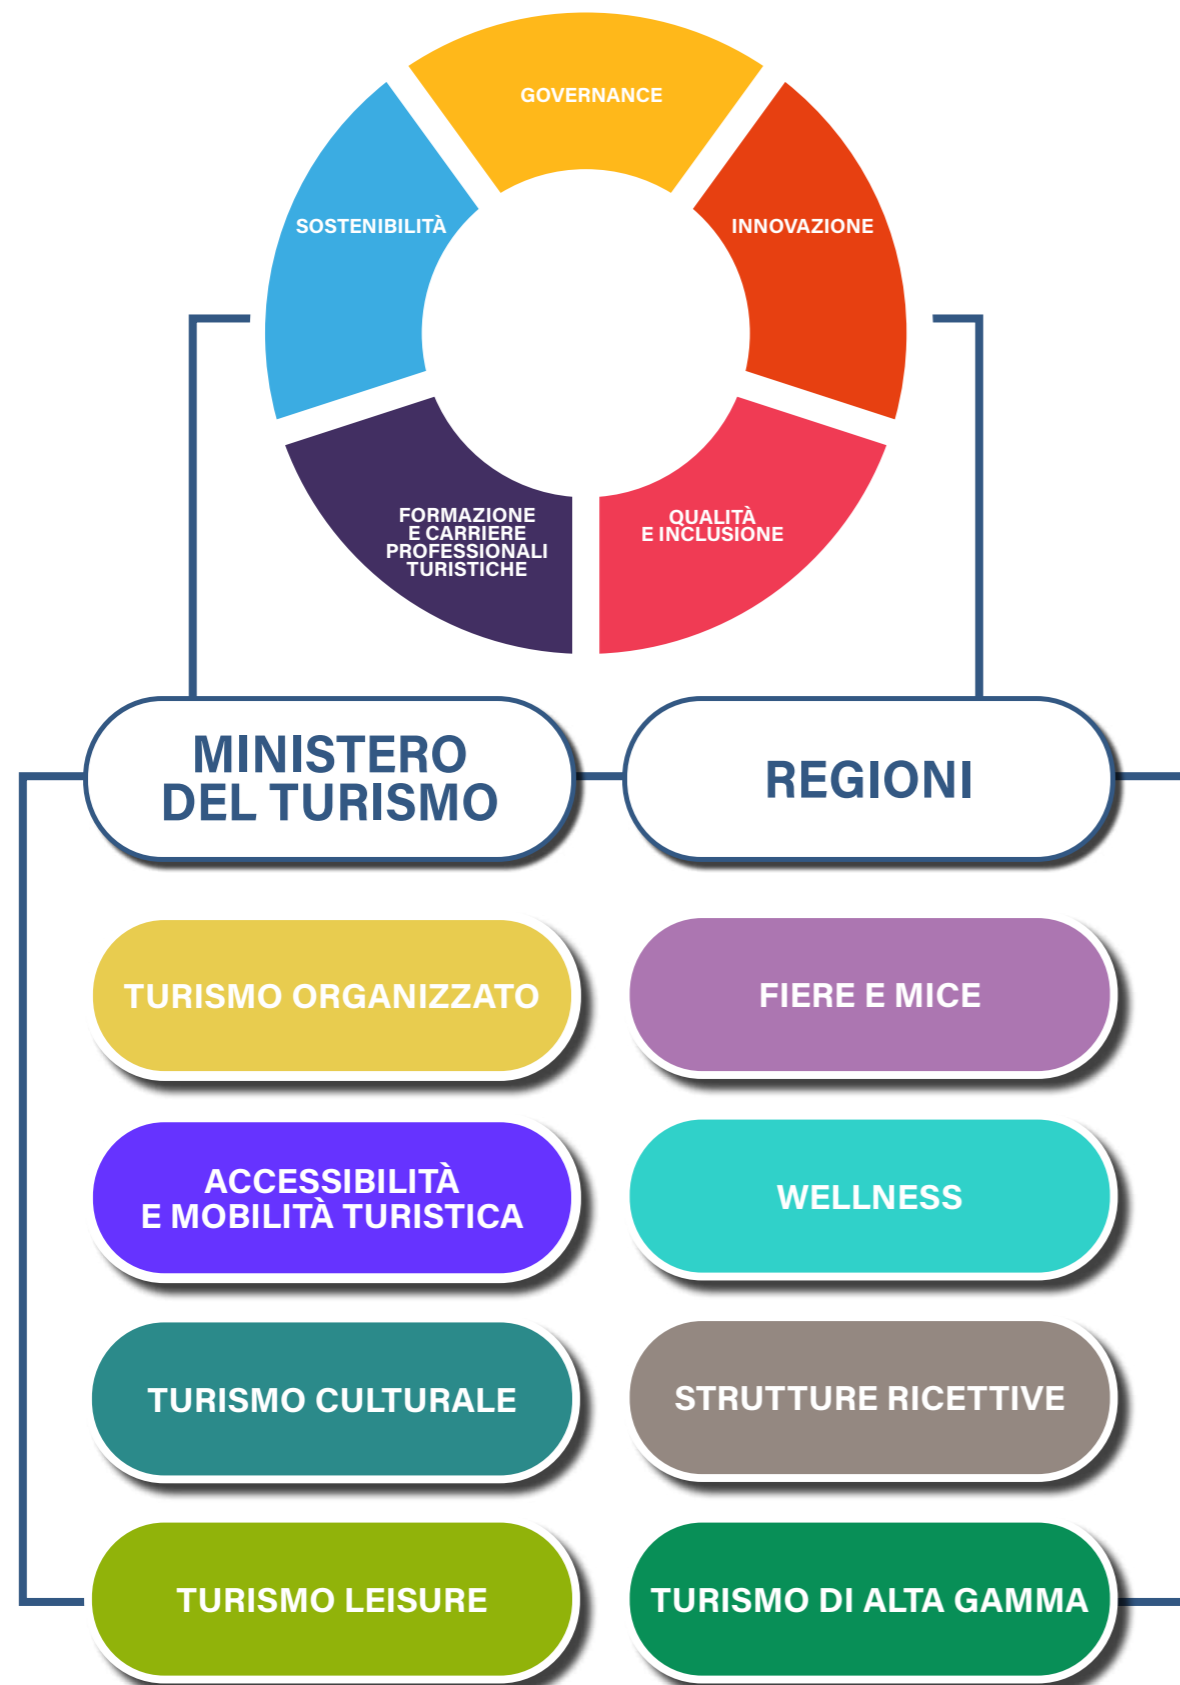 GOVERNANCE
SOSTENIBILITÀ
INNOVAZIONE
FORMAZIONE
E CARRIERE
PROFESSIONALI
TURISTICHE
QUALITÀ
E INCLUSIONE
MINISTERO
DEL TURISMO
REGIONI
TURISMO ORGANIZZATO
FIERE E MICE
ACCESSIBILITÀ
E MOBILITÀ TURISTICA
WELLNESS
TURISMO CULTURALE
STRUTTURE RICETTIVE
TURISMO LEISURE
TURISMO DI ALTA GAMMA